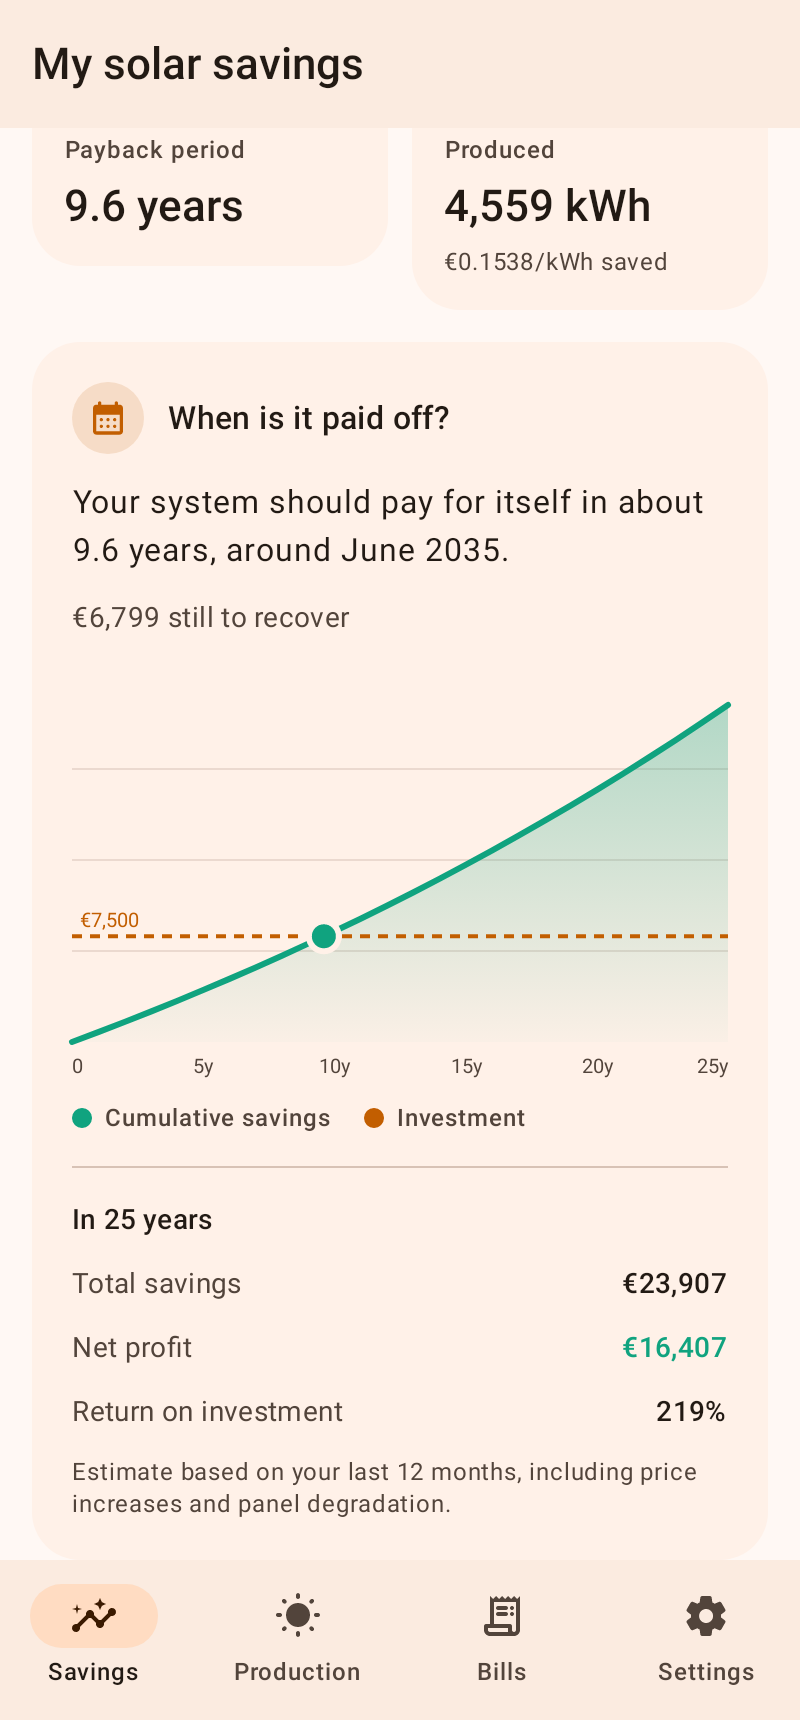 My solar savings
Payback period
9.6 years
Produced
4,559 kWh
€0.1538/kWh saved
When is it paid off?
Your system should pay for itself in about
9.6 years, around June 2035.
€6,799 still to recover
€7,500
0 5y 10y 15y 20y 25y
Cumulative savings Investment
In 25 years
Total savings €23,907
Net profit €16,407
Return on investment 219%
Estimate based on your last 12 months, including price
increases and panel degradation.
Savings Production Bills Settings